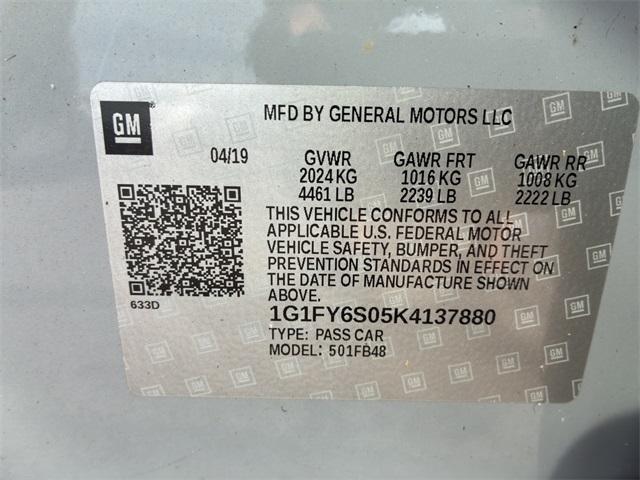 GM
MFD BY GENERAL MOTORS LLC
04/19 GVWR GAWR FRT GAWR RR
2024 KG 1016 KG 1008 KG
4461 LB 2239 LB 2222 LB
THIS VEHICLE CONFORMS TO ALL
APPLICABLE U.S. FEDERAL MOTOR
VEHICLE SAFETY, BUMPER, AND THEFT
PREVENTION STANDARDS IN EFFECT ON
THE DATE OF MANUFACTURE SHOWN
ABOVE.
633D
1G1FY6S05K4137880
TYPE: PASS CAR
MODEL: 501FB48